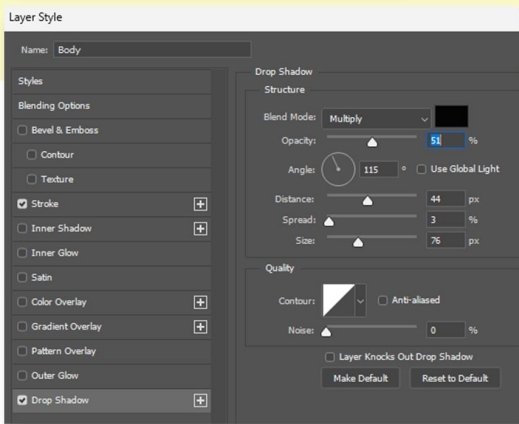 Layer Style
Name: Body
Styles
Blending Options
Bevel & Emboss
Contour
Texture
Stroke
Inner Shadow
Inner Glow
Satin
Color Overlay
Gradient Overlay
Pattern Overlay
Outer Glow
Drop Shadow
Drop Shadow
Structure
Blend Mode: Multiply
Opacity: 51 %
Angle: 115 ° Use Global Light
Distance: 44 px
Spread: 3 %
Size: 76 px
Quality
Contour: Anti-aliased
Noise: 0 %
Layer Knocks Out Drop Shadow
Make Default Reset to Default